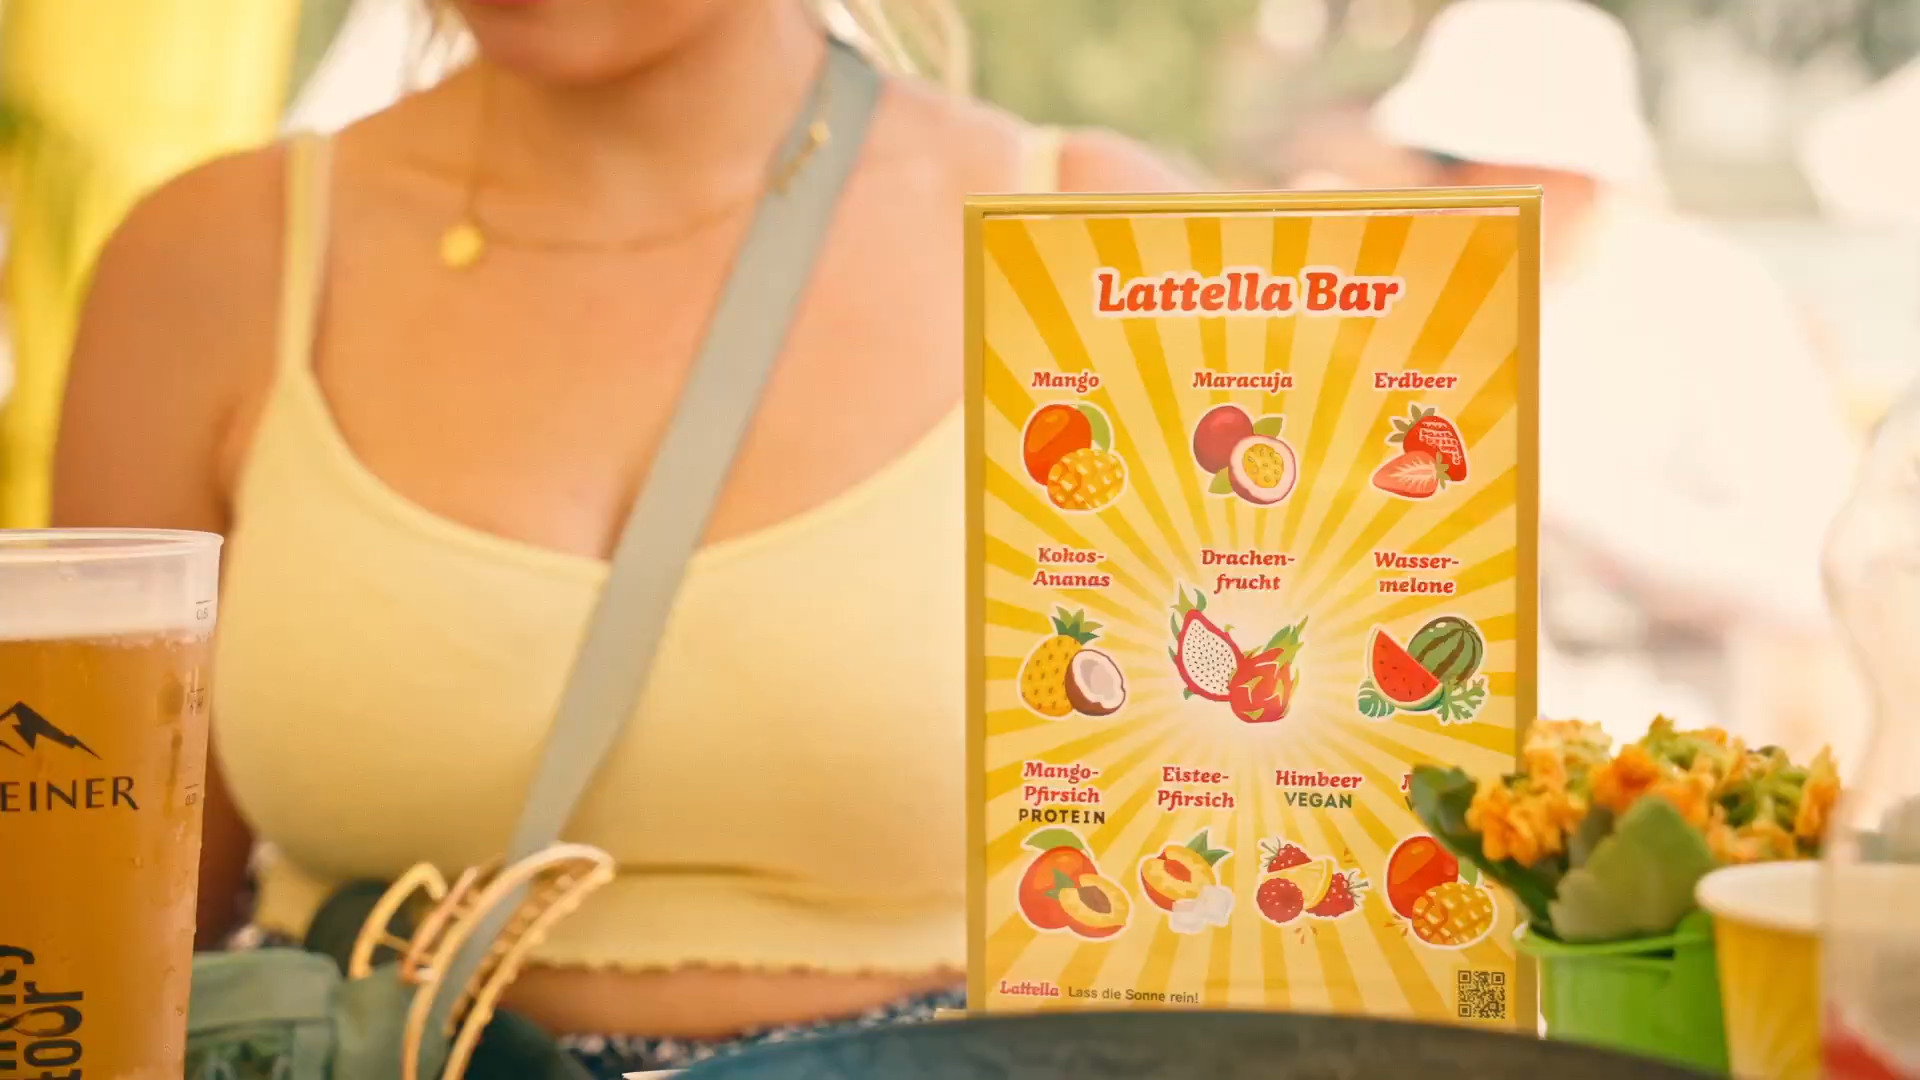 Lattella Bar
Mango
Maracuja
Erdbeer
Kokos-
Ananas
Drachen-
frucht
Wasser-
melone
Mango-
Pfirsich
PROTEIN
Eistee-
Pfirsich
Himbeer
VEGAN
Lattella Lass die Sonne rein!
EINER